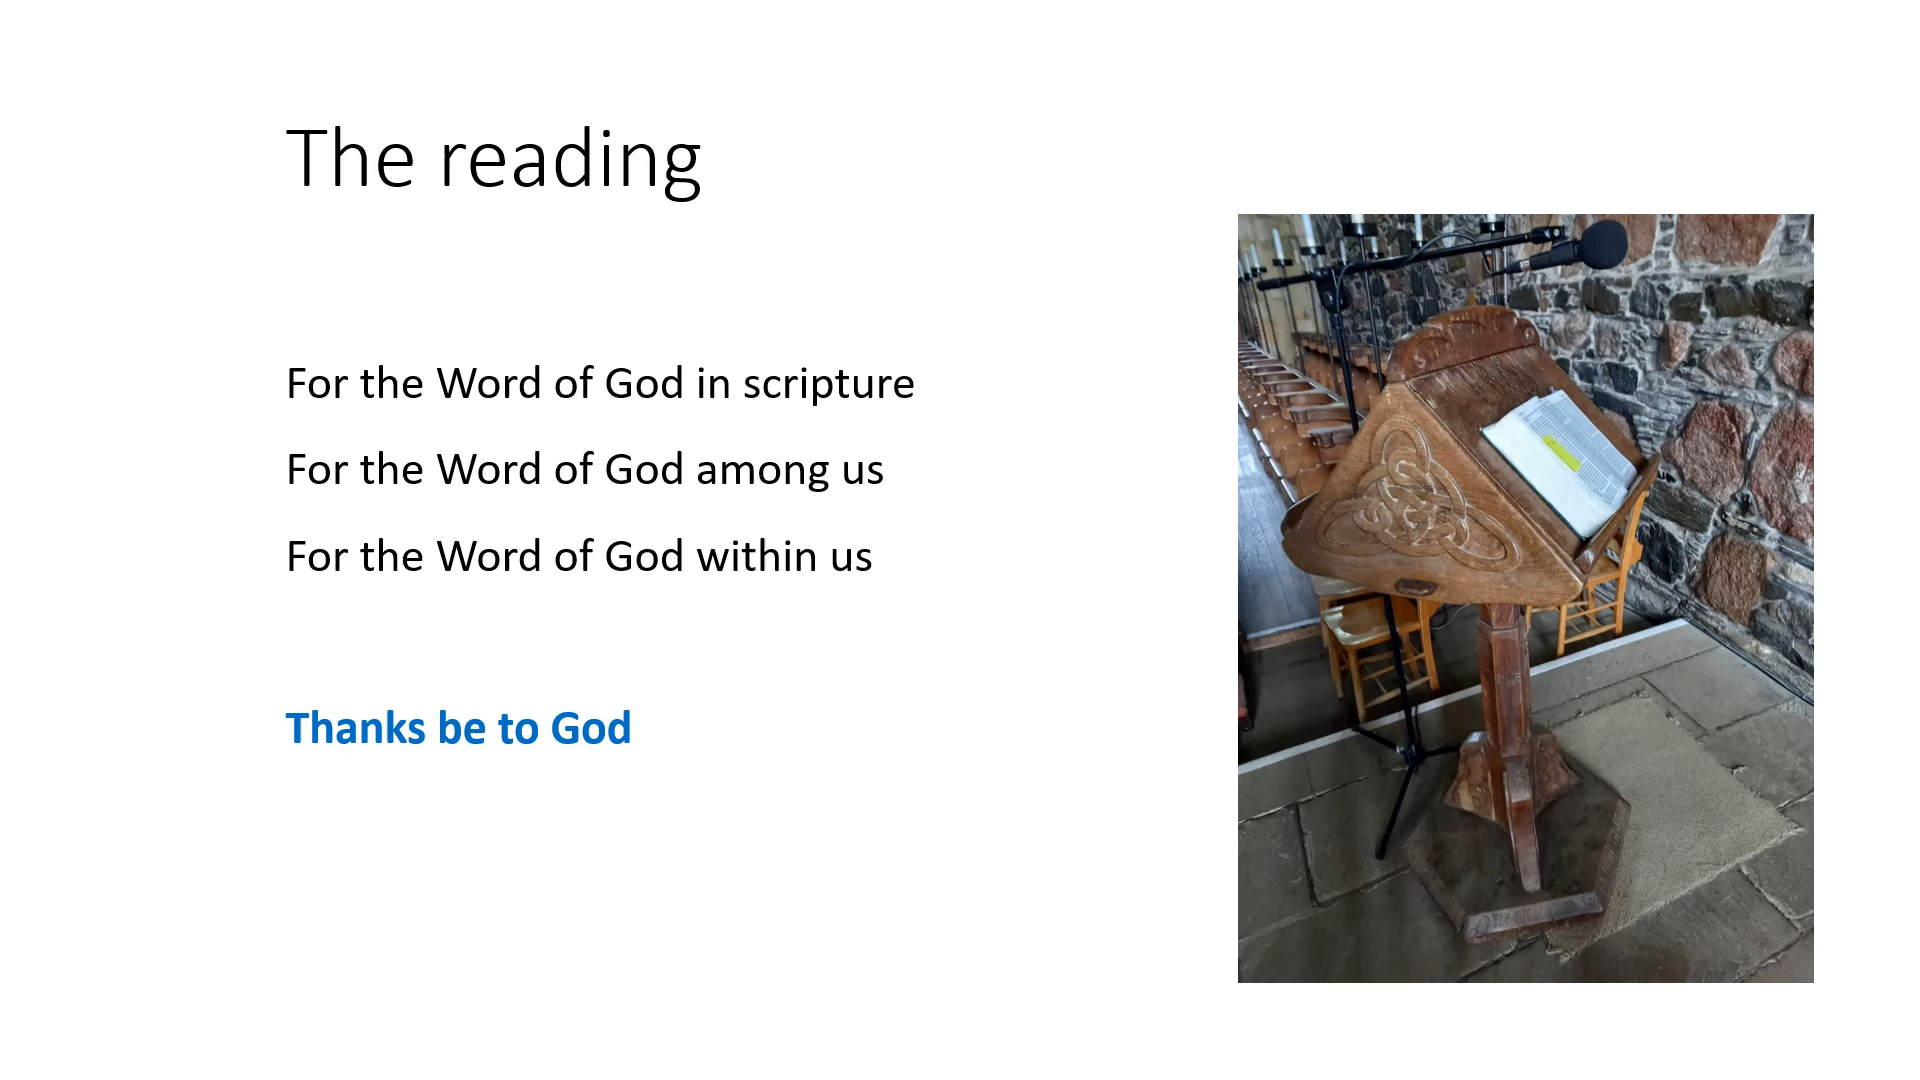 The reading
For the Word of God in scripture
For the Word of God among us
For the Word of God within us
Thanks be to God